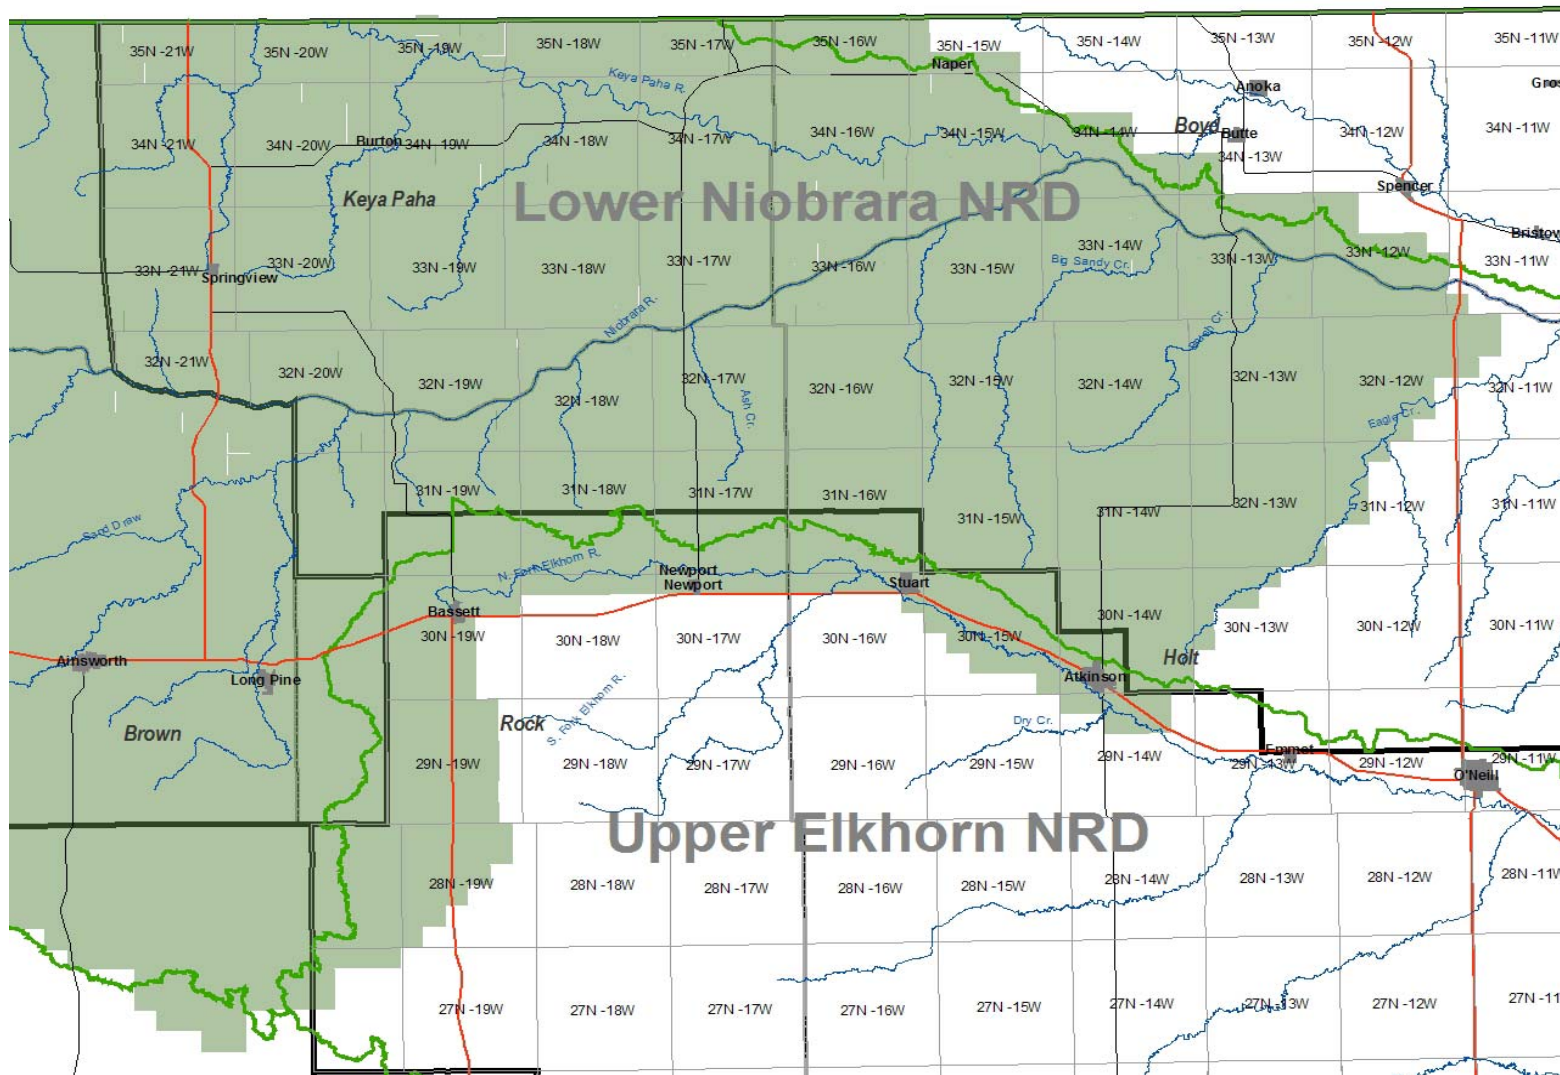 35N -21W
35N -20W
35N -19W
35N -18W
35N -17W
35N -16W
35N -15W
35N -14W
35N -13W
35N -12W
35N -11W
Naper
Keya Paha R.
Anoka
Gros
34N -21W
34N -20W
Burton
34N -19W
34N -18W
34N -17W
34N -16W
34N -15W
34N -14W
Boyd
Butte
34N -12W
34N -11W
34N -13W
Keya Paha
Lower Niobrara NRD
Spencer
Bristow
33N -21W
Springview
33N -20W
33N -19W
33N -18W
33N -17W
33N -16W
33N -15W
33N -14W
Big Sandy Cr.
33N -13W
33N -12W
33N -11W
Niobrara R.
32N -21W
32N -20W
32N -19W
32N -18W
32N -17W
Ash Cr.
32N -16W
32N -15W
32N -14W
32N -13W
32N -12W
32N -11W
Eagle Cr.
31N -19W
31N -18W
31N -17W
31N -16W
31N -15W
31N -14W
32N -13W
31N -12W
31N -11W
Sand Draw
N. Fork Elkhorn R.
Newport
Newport
Stuart
Bassett
30N -19W
30N -18W
30N -17W
30N -16W
30N -15W
30N -14W
30N -13W
30N -12W
30N -11W
Ainsworth
Long Pine
Atkinson
Holt
Brown
Rock
S. Fork Elkhorn R.
Dry Cr.
Emmet
29N -19W
29N -18W
29N -17W
29N -16W
29N -15W
29N -14W
29N -13W
29N -12W
29N -11W
O'Neill
Upper Elkhorn NRD
28N -19W
28N -18W
28N -17W
28N -16W
28N -15W
28N -14W
28N -13W
28N -12W
28N -11W
27N -19W
27N -18W
27N -17W
27N -16W
27N -15W
27N -14W
27N -13W
27N -12W
27N -11